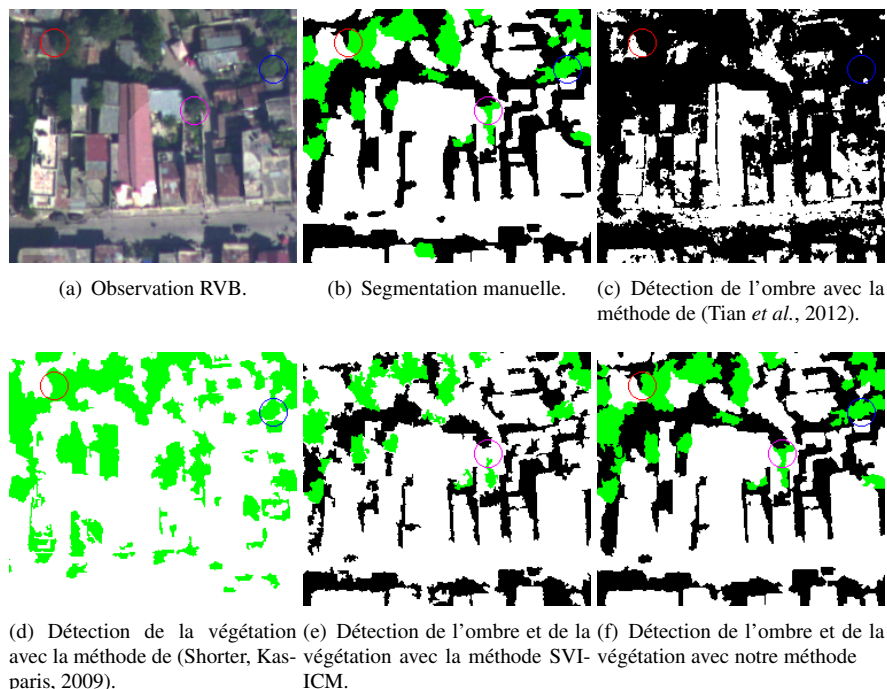 (a) Observation RVB.
(b) Segmentation manuelle.
(c) Détection de l'ombre avec la
méthode de (Tian et al., 2012).
(d) Détection de la végétation
avec la méthode de (Shorter, Kas-
paris, 2009).
(e) Détection de l'ombre et de la
végétation avec la méthode SVI-
ICM.
(f) Détection de l'ombre et de la
végétation avec notre méthode